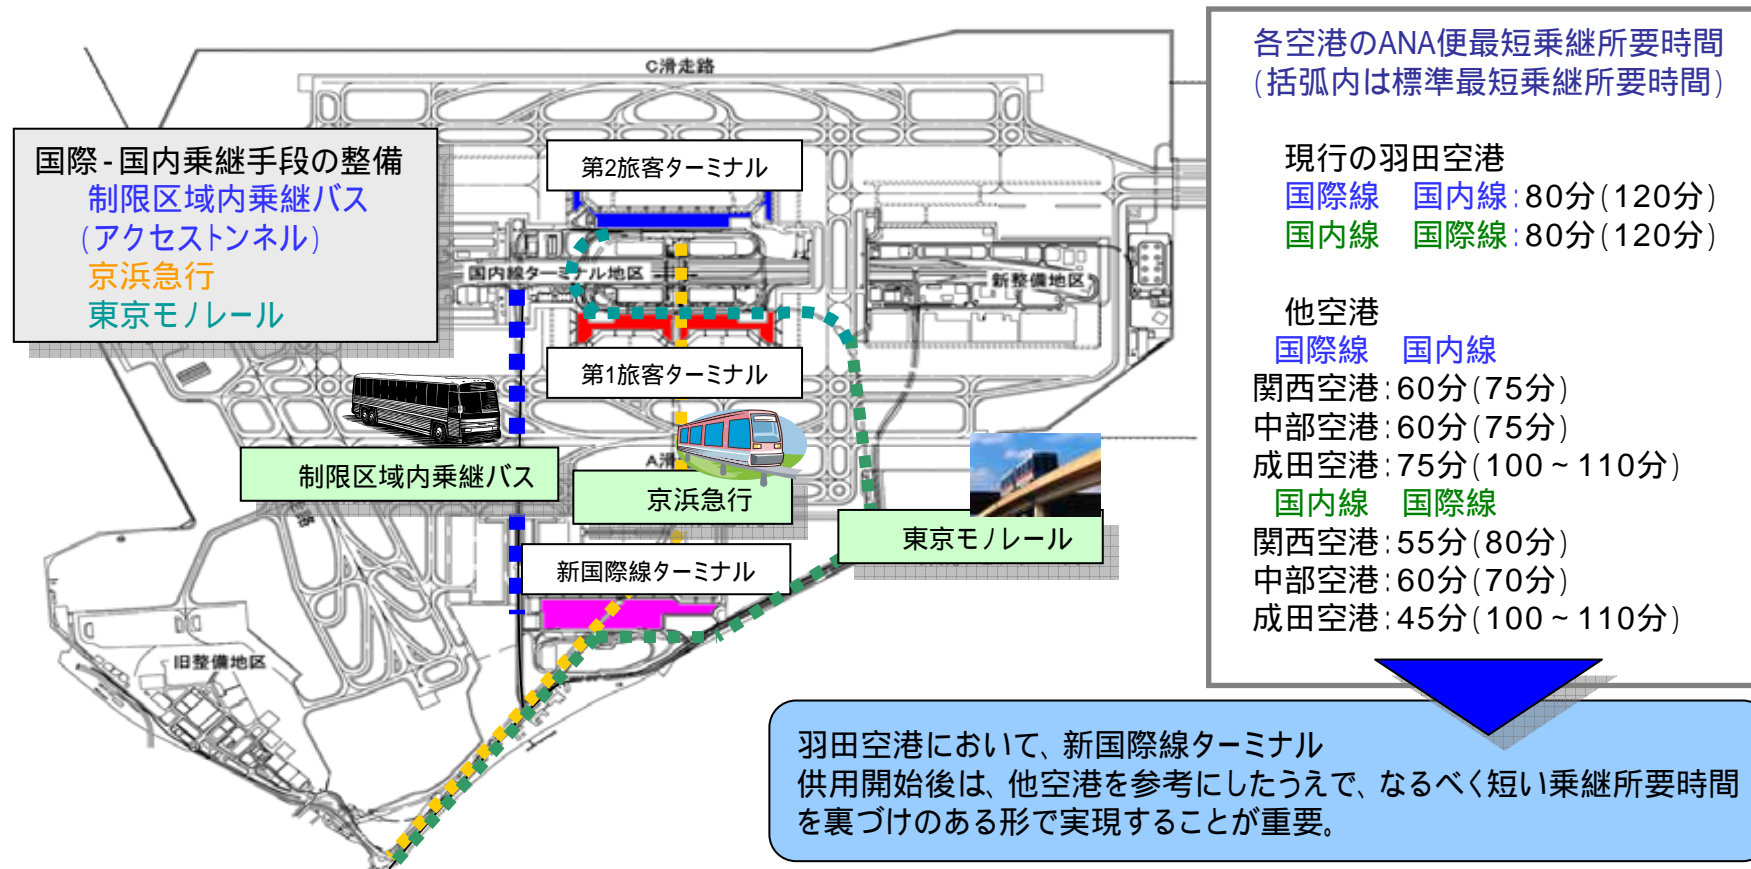 C滑走路
国際-国内乗継手段の整備
制限区域内乗継バス
(アクセストンネル)
京浜急行
東京モノレール
第2旅客ターミナル
国内線ターミナル地区
新整備地区
第1旅客ターミナル
制限区域内乗継バス
A滑
京浜急行
東京モノレール
新国際線ターミナル
旧整備地区
各空港のANA便最短乗継所要時間
(括弧内は標準最短乗継所要時間)
現行の羽田空港
国際線 国内線:80分(120分)
国内線 国際線:80分(120分)
他空港
国際線 国内線
関西空港:60分(75分)
中部空港:60分(75分)
成田空港:75分(100~110分)
国内線 国際線
関西空港:55分(80分)
中部空港:60分(70分)
成田空港:45分(100~110分)
羽田空港において、新国際線ターミナル
供用開始後は、他空港を参考にしたうえで、なるべく短い乗継所要時間
を裏づけのある形で実現することが重要。